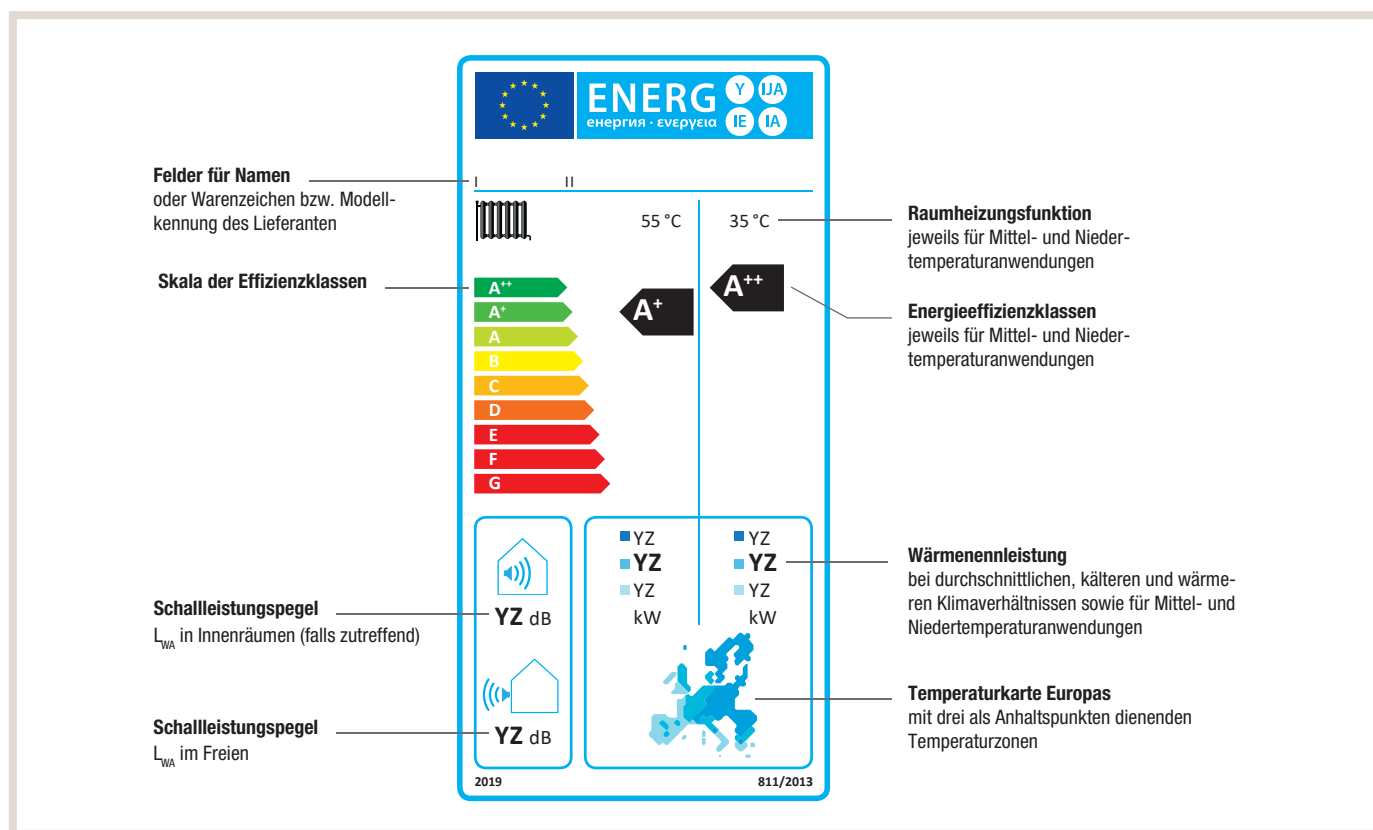 ENERG
Y IJA
енергия · ενεργεια
IE IA
Felder für Namen
oder Warenzeichen bzw. Modell-
kennung des Lieferanten
I II
55 °C 35 °C
Raumheizungsfunktion
jeweils für Mittel- und Nieder-
temperaturanwendungen
Skala der Effizienzklassen
A++
A+
A
B
C
D
E
F
G
A+
A++
Energieeffizienzklassen
jeweils für Mittel- und Nieder-
temperaturanwendungen
YZ YZ
YZ YZ
YZ YZ
kW kW
Wärmenennleistung
bei durchschnittlichen, kälteren und wärme-
ren Klimaverhältnissen sowie für Mittel- und
Niedertemperaturanwendungen
Schallleistungspegel
LWA in Innenräumen (falls zutreffend)
YZ dB
Temperaturkarte Europas
mit drei als Anhaltspunkten dienenden
Temperaturzonen
Schallleistungspegel
LWA im Freien
YZ dB
2019 811/2013